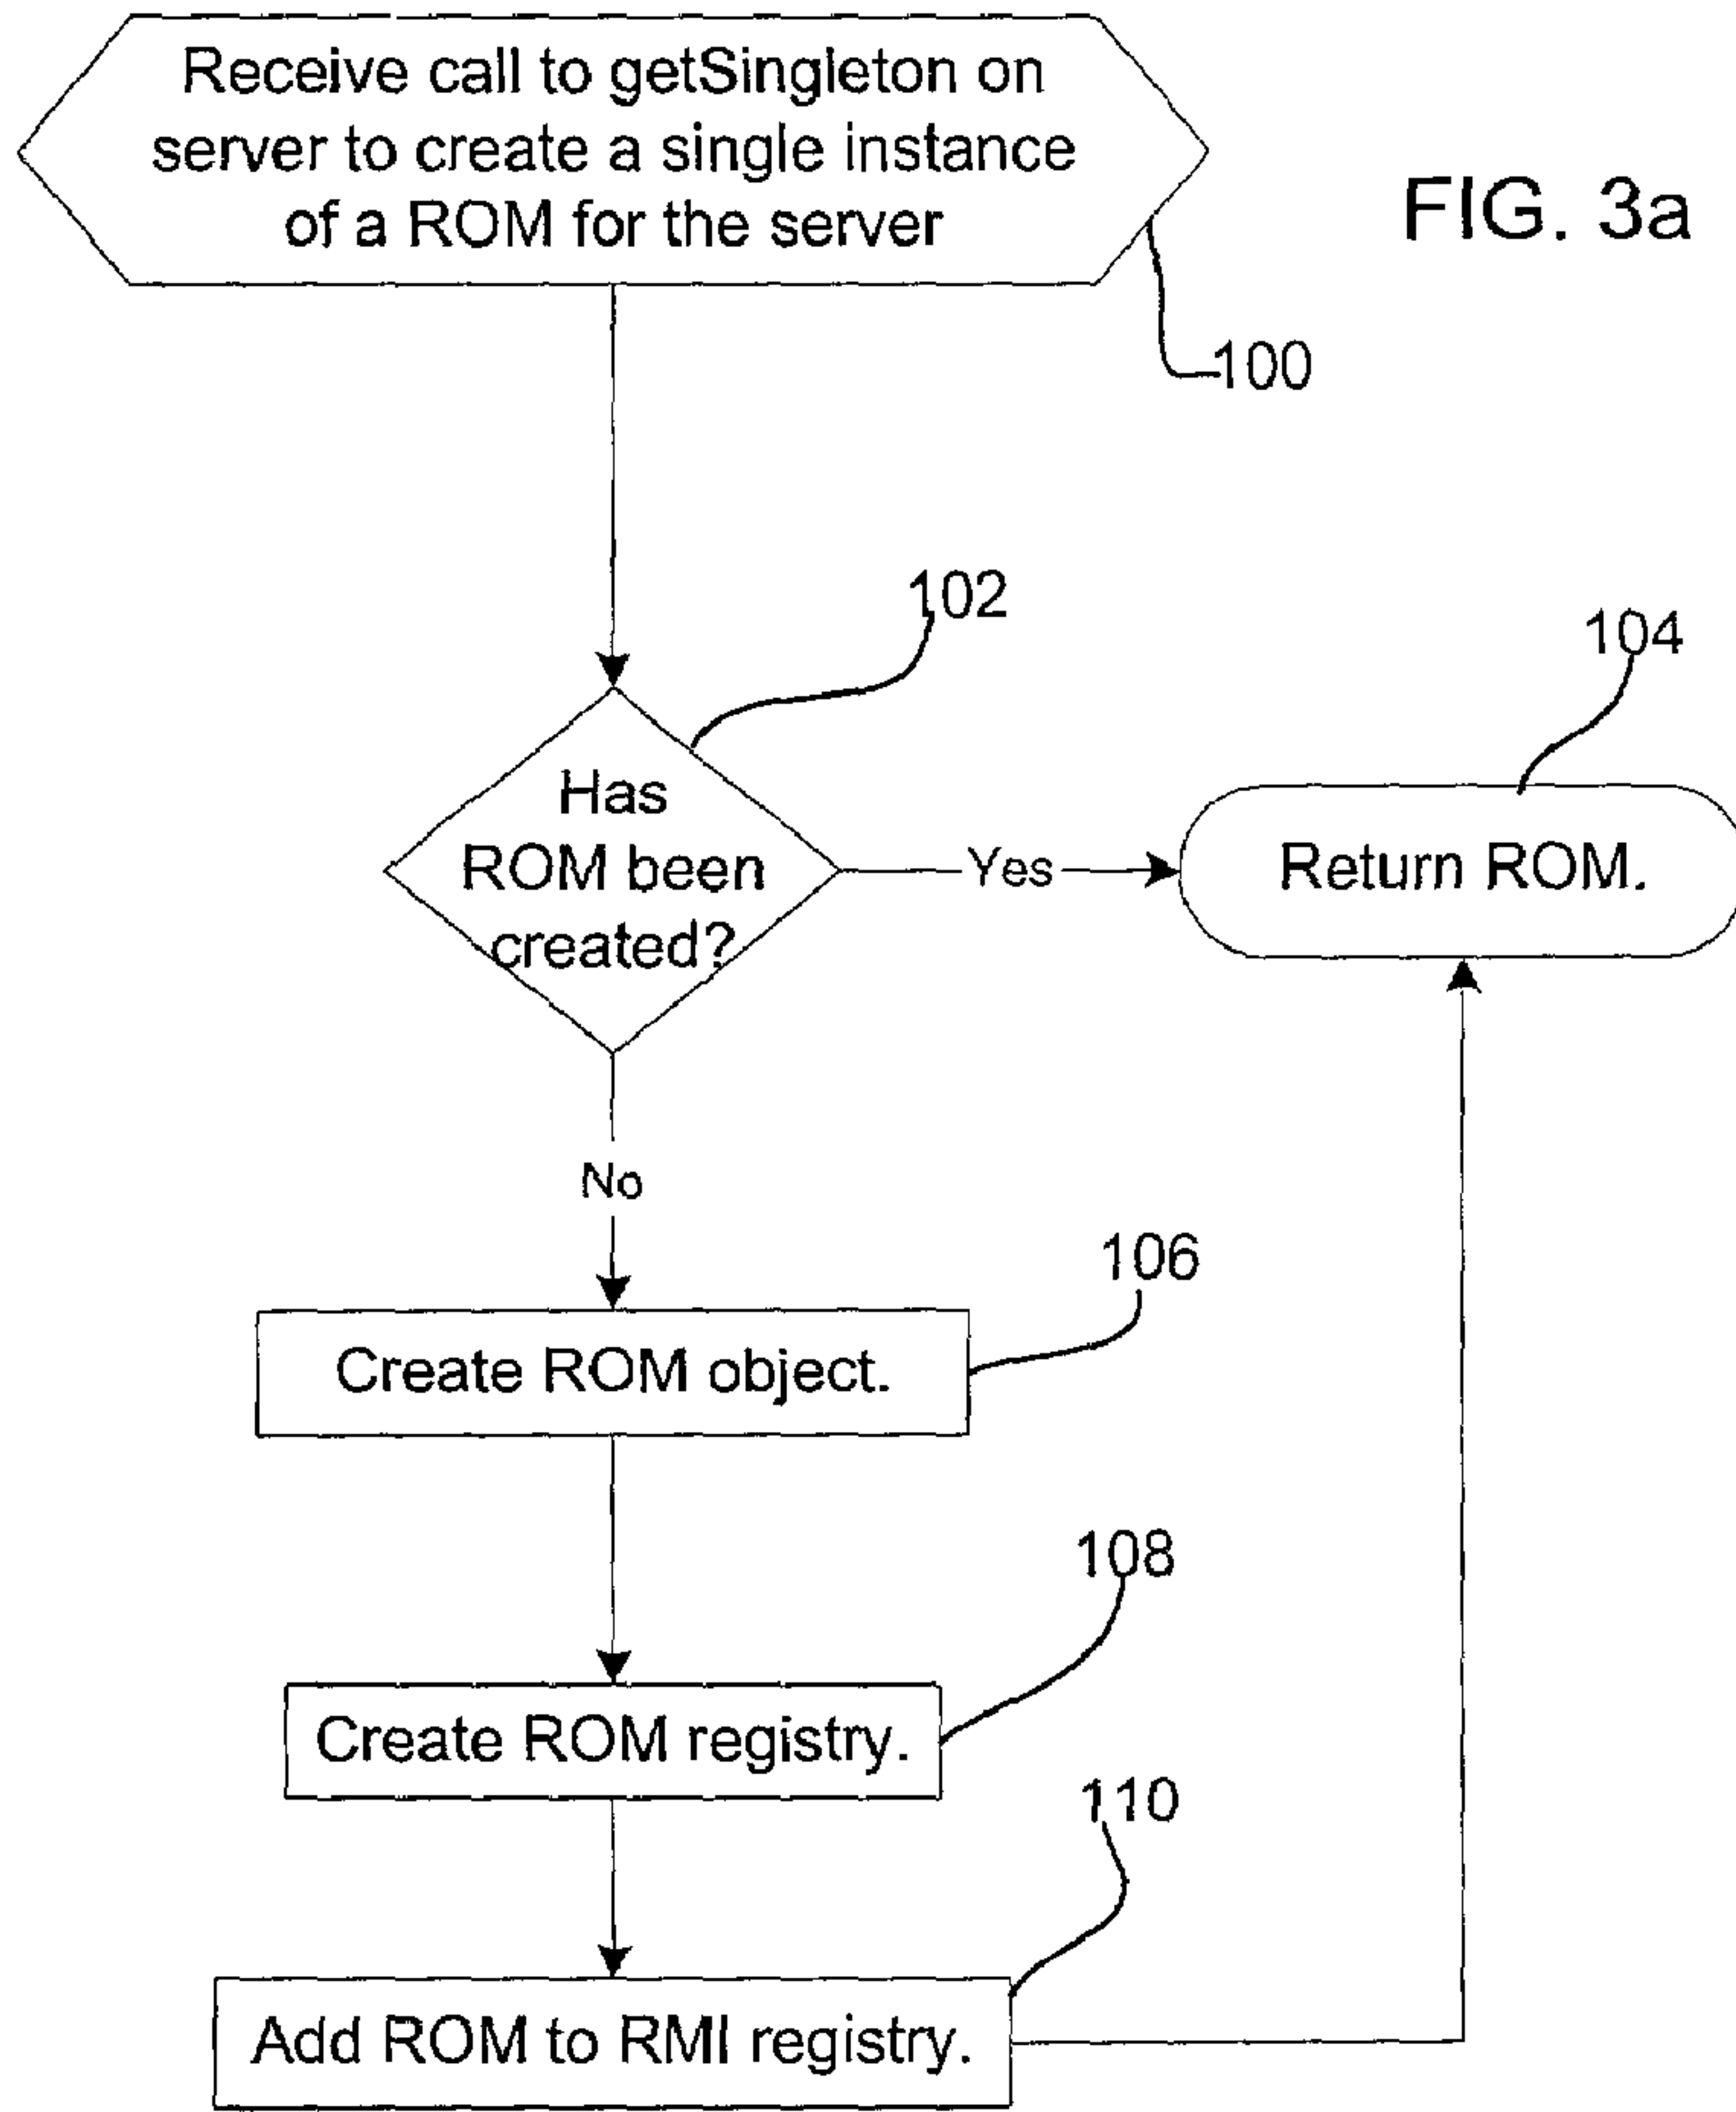 Receive call to getSingleton on
server to create a single instance
of a ROM for the server
FIG. 3a
100
102
104
Has
ROM been
created?
Yes
Return ROM.
No
106
Create ROM object.
108
Create ROM registry.
110
Add ROM to RMI registry.